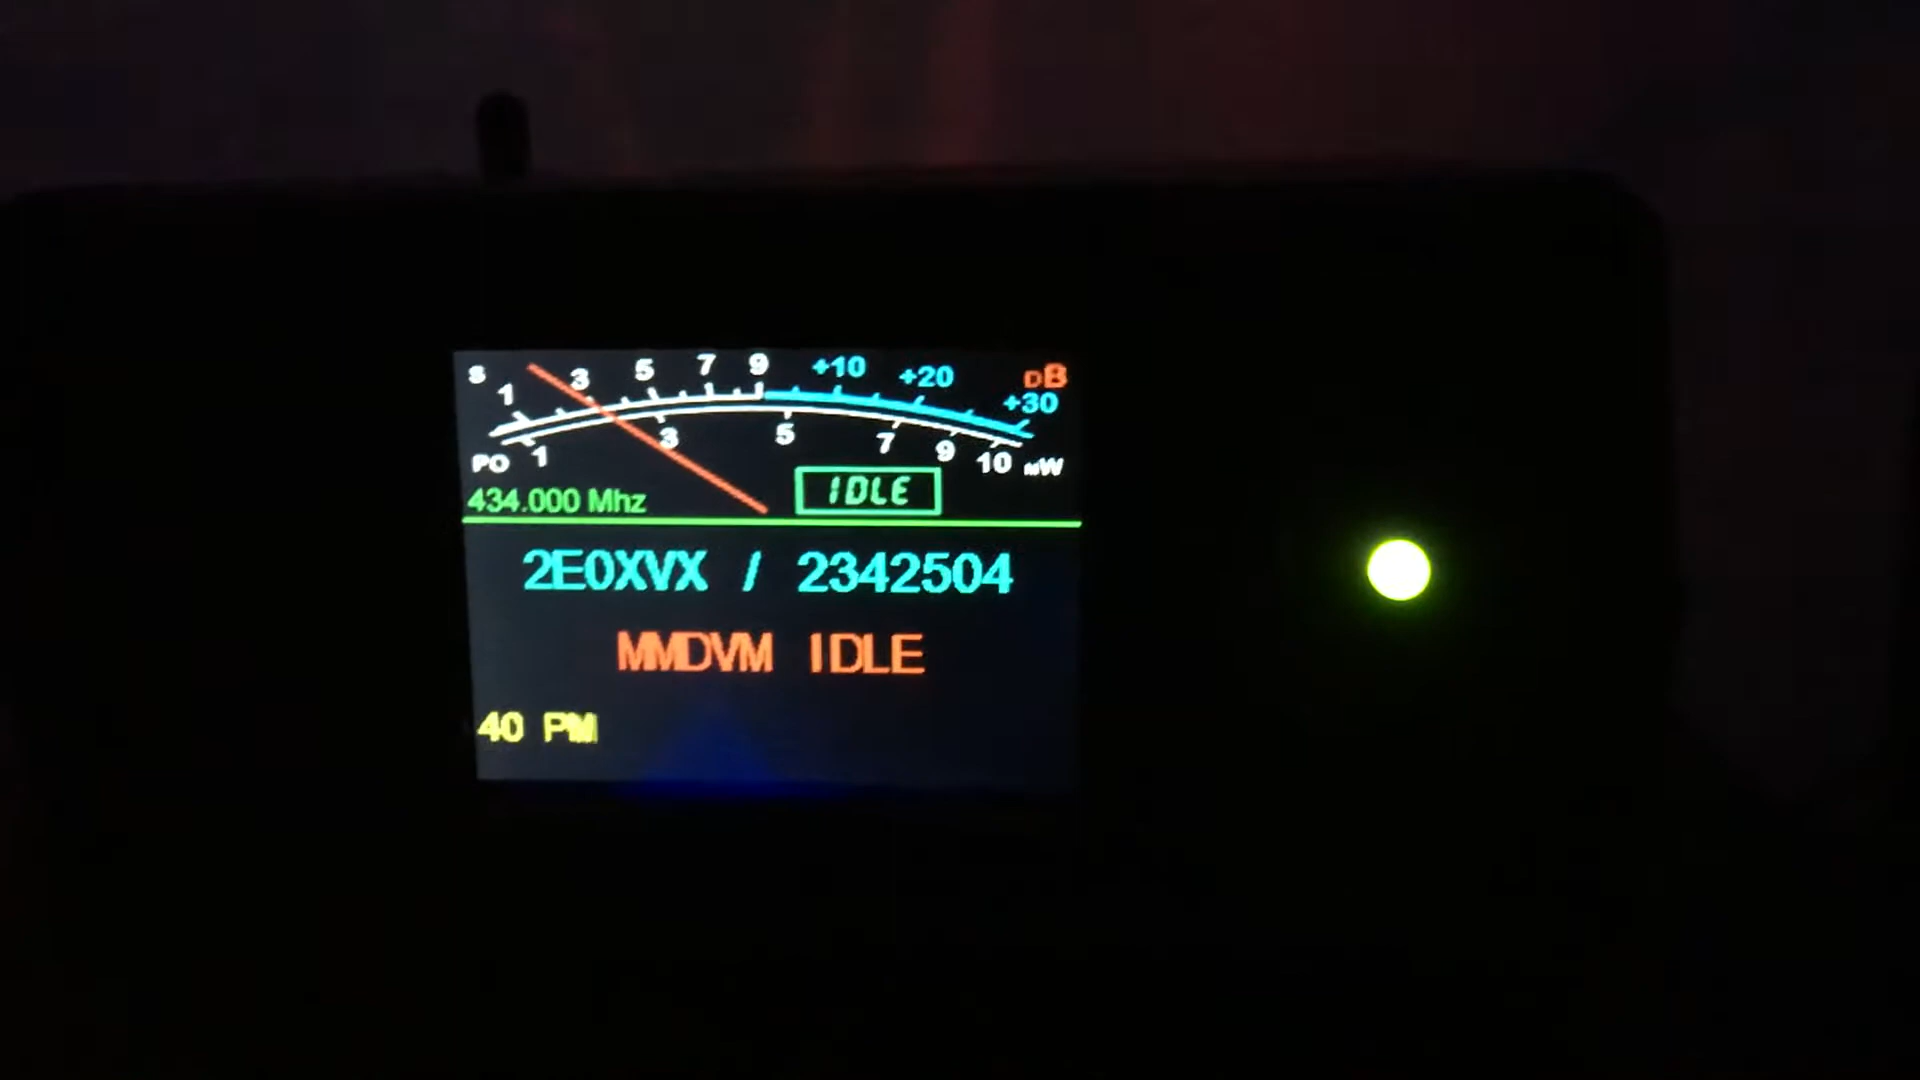 S 1 3 5 7 9 +10 +20 +30 DB
PO 1 3 5 7 9 10 MW
434.000 Mhz IDLE
2E0XVX / 2342504
MMDVM IDLE
40 PM